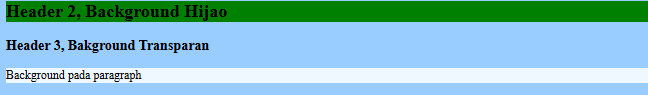 Header 2, Background Hijao
Header 3, Bakground Transparan
Background pada paragraph